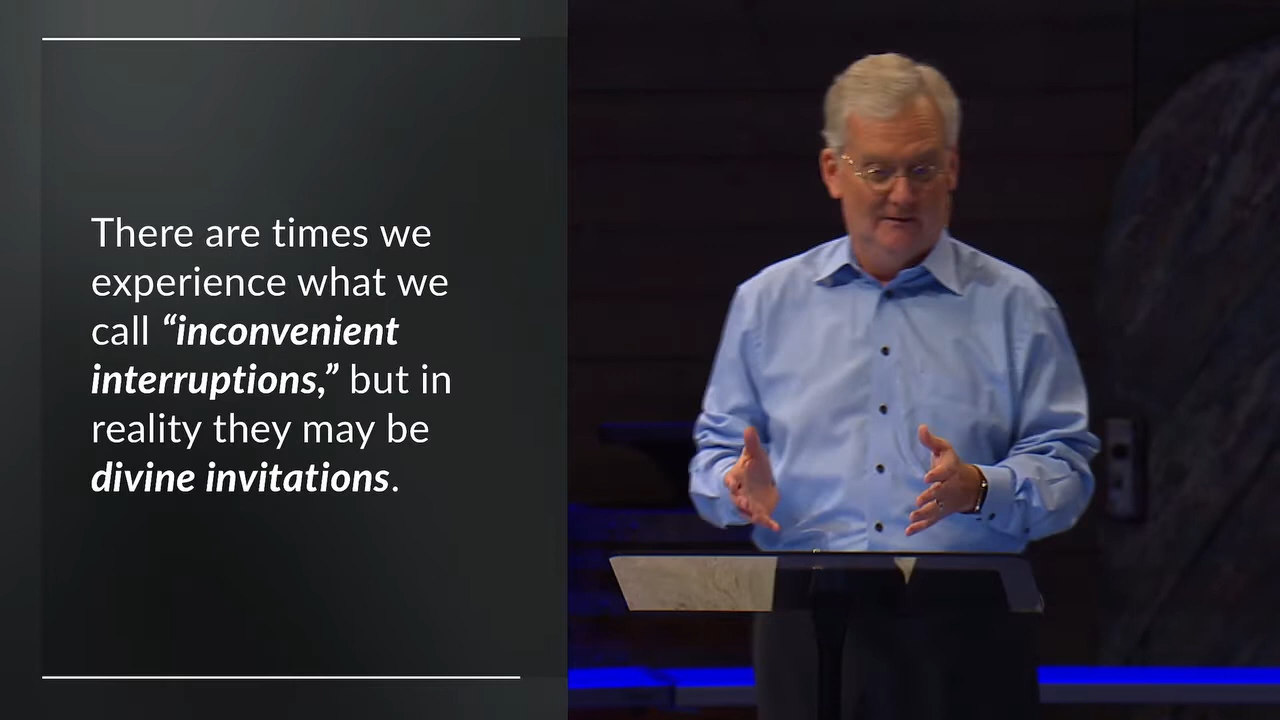 There are times we
experience what we
call “inconvenient
interruptions,” but in
reality they may be
divine invitations.